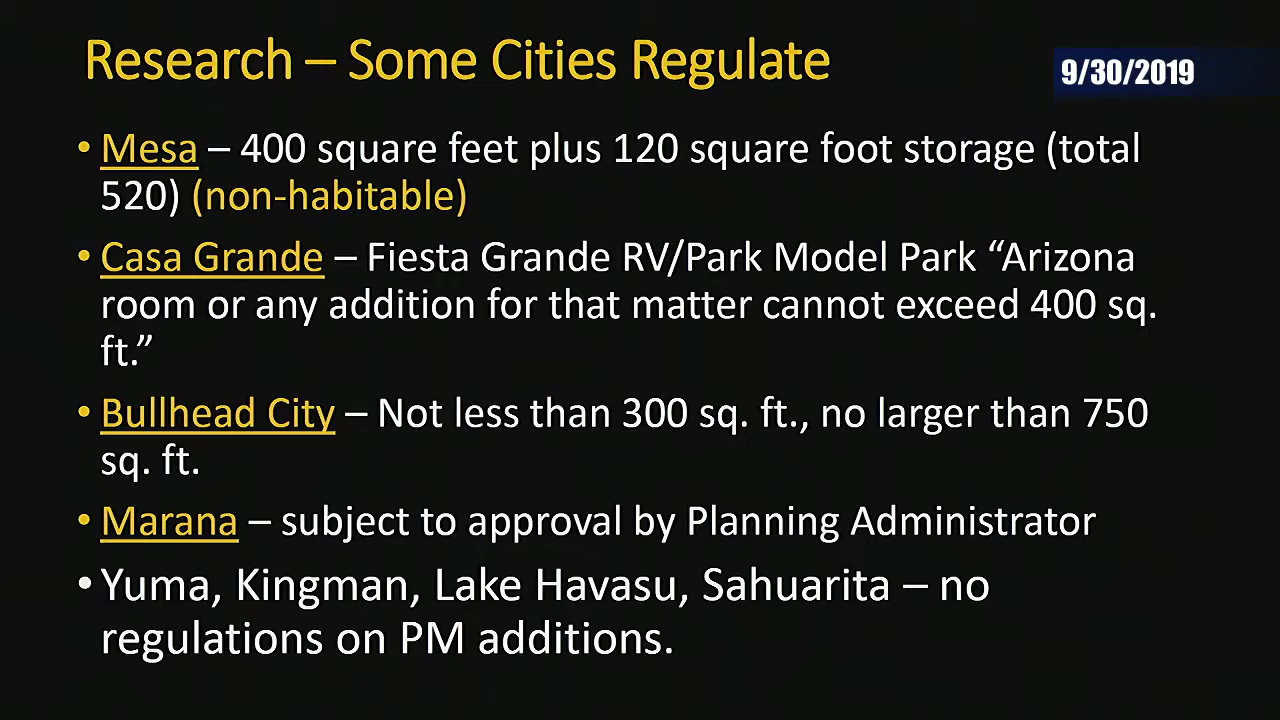 Research – Some Cities Regulate
9/30/2019
• Mesa – 400 square feet plus 120 square foot storage (total
520) (non-habitable)
• Casa Grande – Fiesta Grande RV/Park Model Park “Arizona
room or any addition for that matter cannot exceed 400 sq.
ft.”
• Bullhead City – Not less than 300 sq. ft., no larger than 750
sq. ft.
• Marana – subject to approval by Planning Administrator
• Yuma, Kingman, Lake Havasu, Sahuarita – no
regulations on PM additions.